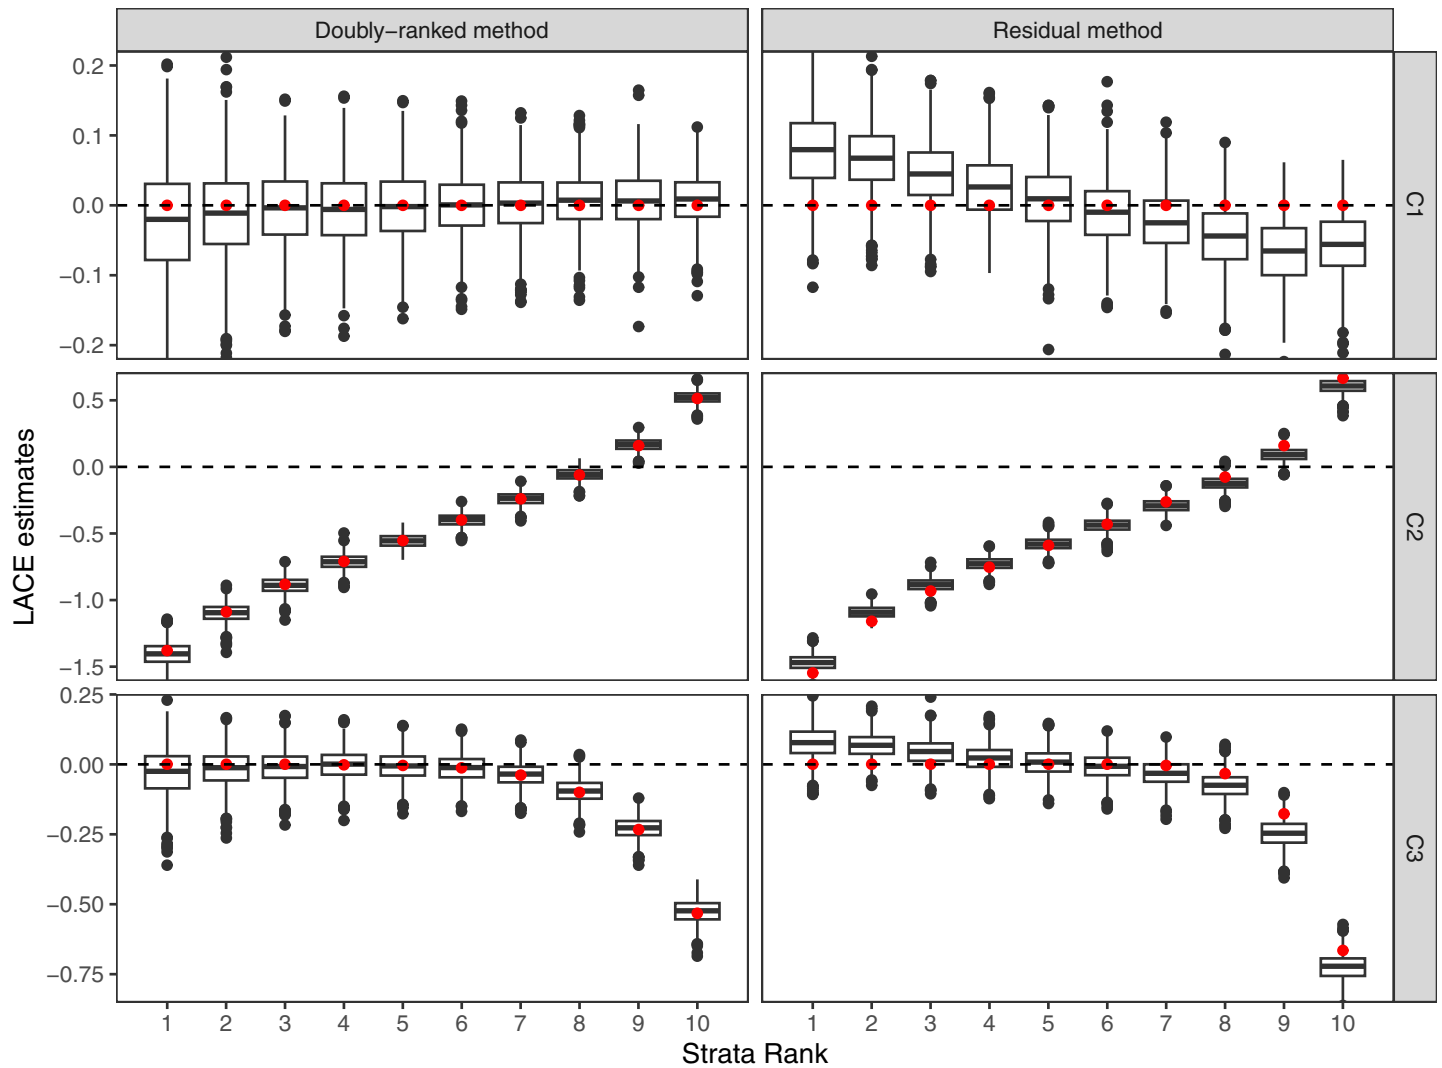 Doubly−ranked method
Residual method
0.2
0.1
0.0
−0.1
−0.2
C1
0.5
0.0
−0.5
−1.0
−1.5
C2
0.25
0.00
−0.25
−0.50
−0.75
C3
LACE estimates
1 2 3 4 5 6 7 8 9 10
1 2 3 4 5 6 7 8 9 10
Strata Rank